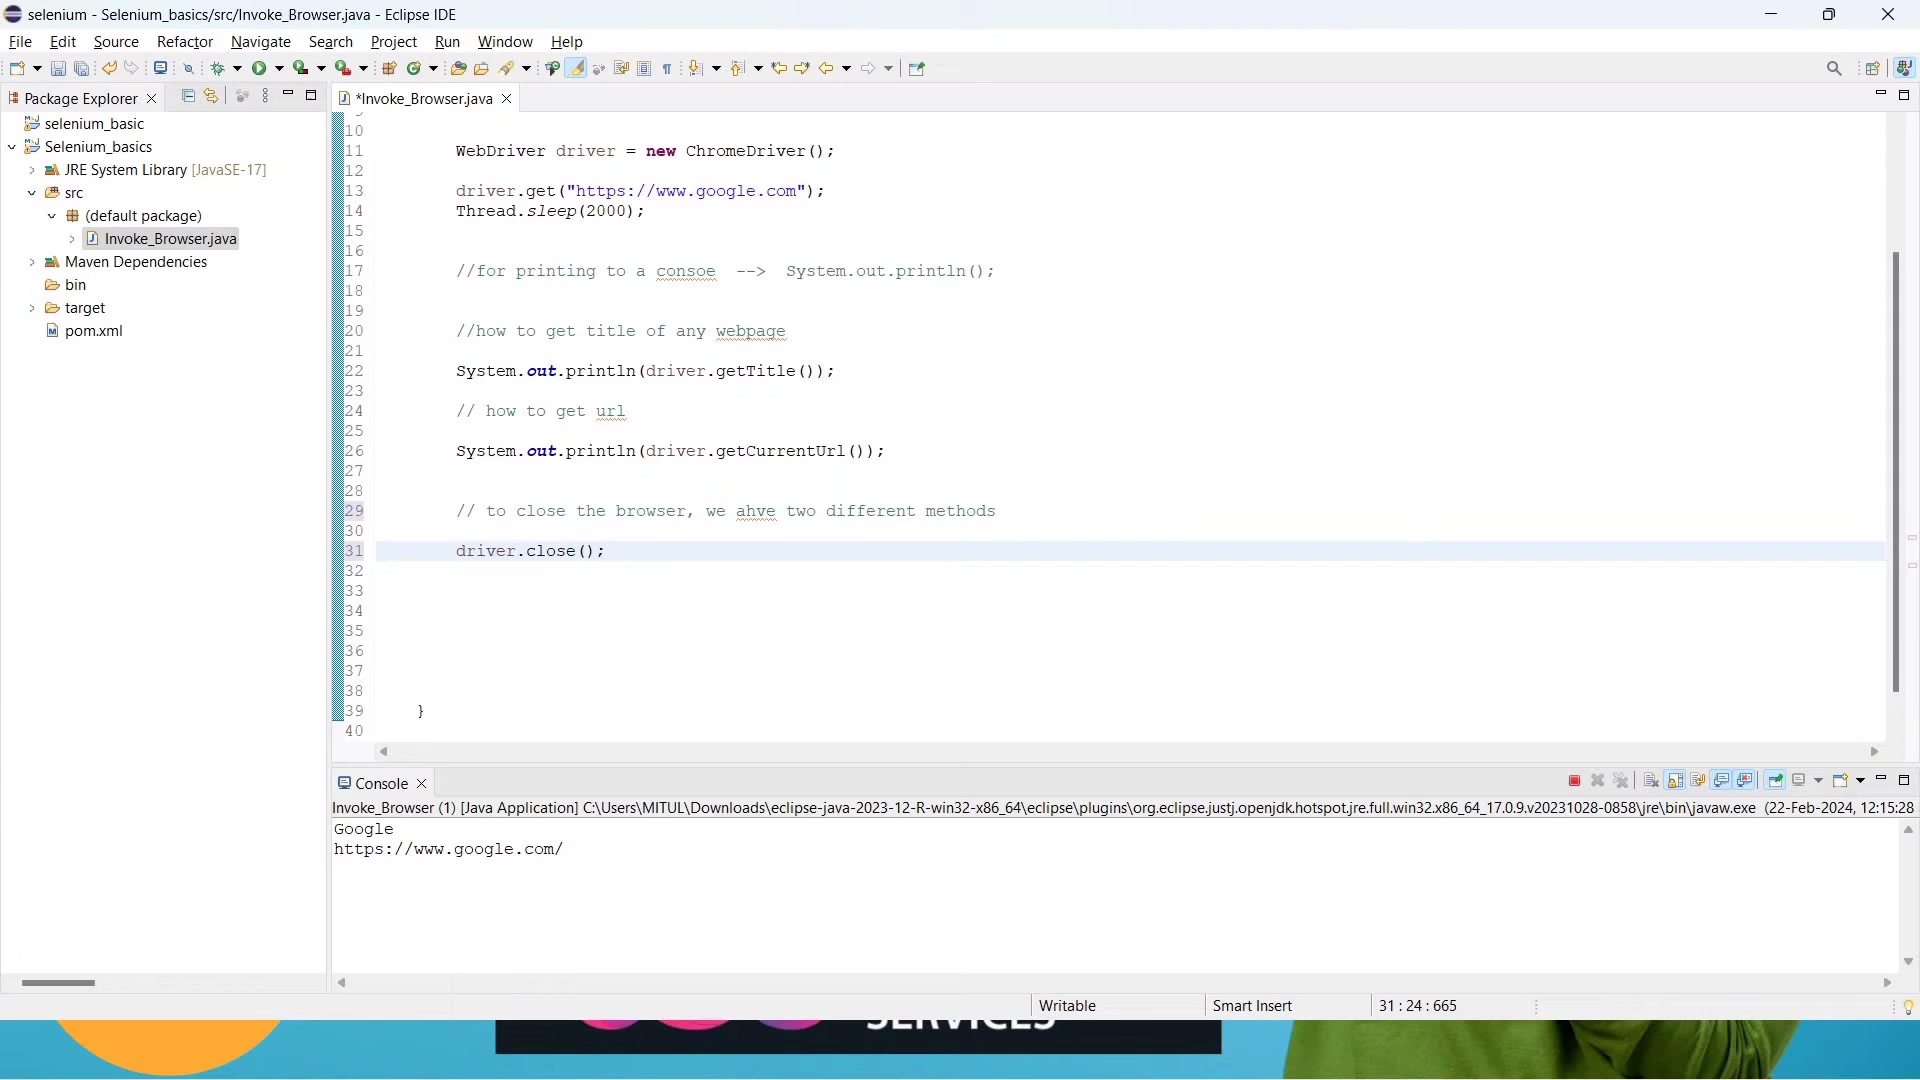 selenium - Selenium_basics/src/Invoke_Browser.java - Eclipse IDE
File Edit Source Refactor Navigate Search Project Run Window Help
Package Explorer
*Invoke_Browser.java
selenium_basic
Selenium_basics
JRE System Library [JavaSE-17]
src
(default package)
Invoke_Browser.java
Maven Dependencies
bin
target
pom.xml
10
11 WebDriver driver = new ChromeDriver();
12
13 driver.get("https://www.google.com");
14 Thread.sleep(2000);
15
16
17 //for printing to a consoe --> System.out.println();
18
19
20 //how to get title of any webpage
21
22 System.out.println(driver.getTitle());
23
24 // how to get url
25
26 System.out.println(driver.getCurrentUrl());
27
28
29 // to close the browser, we ahve two different methods
30
31 driver.close();
32
33
34
35
36
37
38
39 }
40
Console
Invoke_Browser (1) [Java Application] C:\Users\MITUL\Downloads\eclipse-java-2023-12-R-win32-x86_64\eclipse\plugins\org.eclipse.justj.openjdk.hotspot.jre.full.win32.x86_64_17.0.9.v20231028-0858\jre\bin\javaw.exe (22-Feb-2024, 12:15:28
Google
https://www.google.com/
Writable Smart Insert 31 : 24 : 665
SERVICES